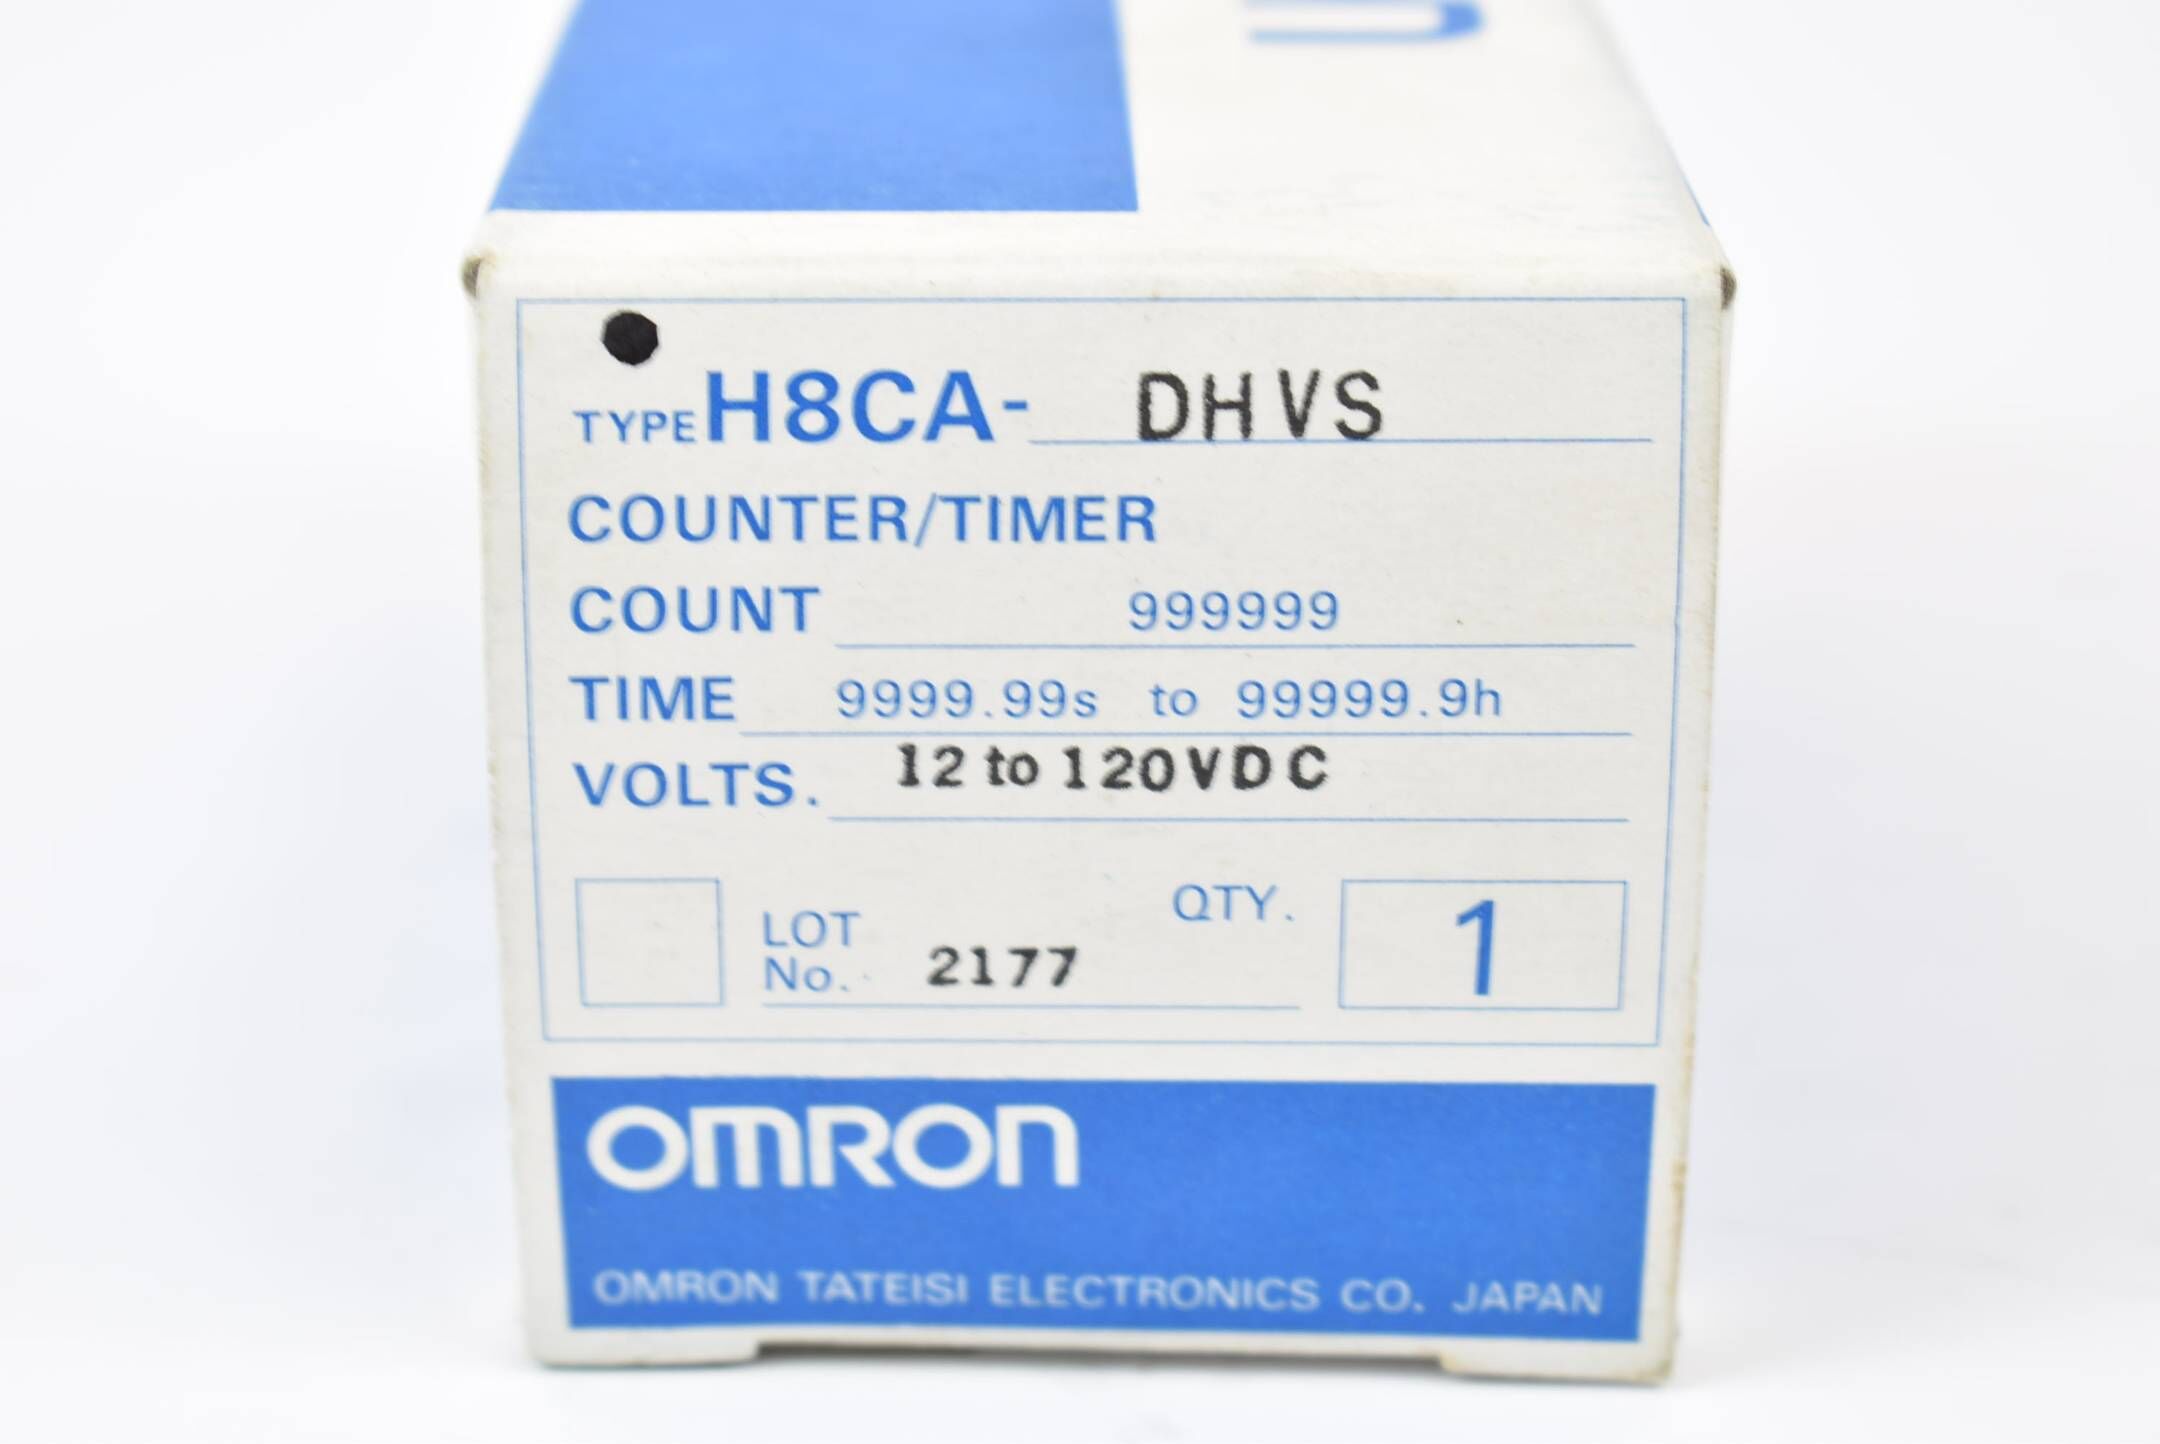 TYPE H8CA- DHVS
COUNTER/TIMER
COUNT 999999
TIME 9999.99s to 99999.9h
VOLTS. 12 to 120VDC
LOT No. 2177 QTY. 1
OMRON
OMRON TATEISI ELECTRONICS CO. JAPAN